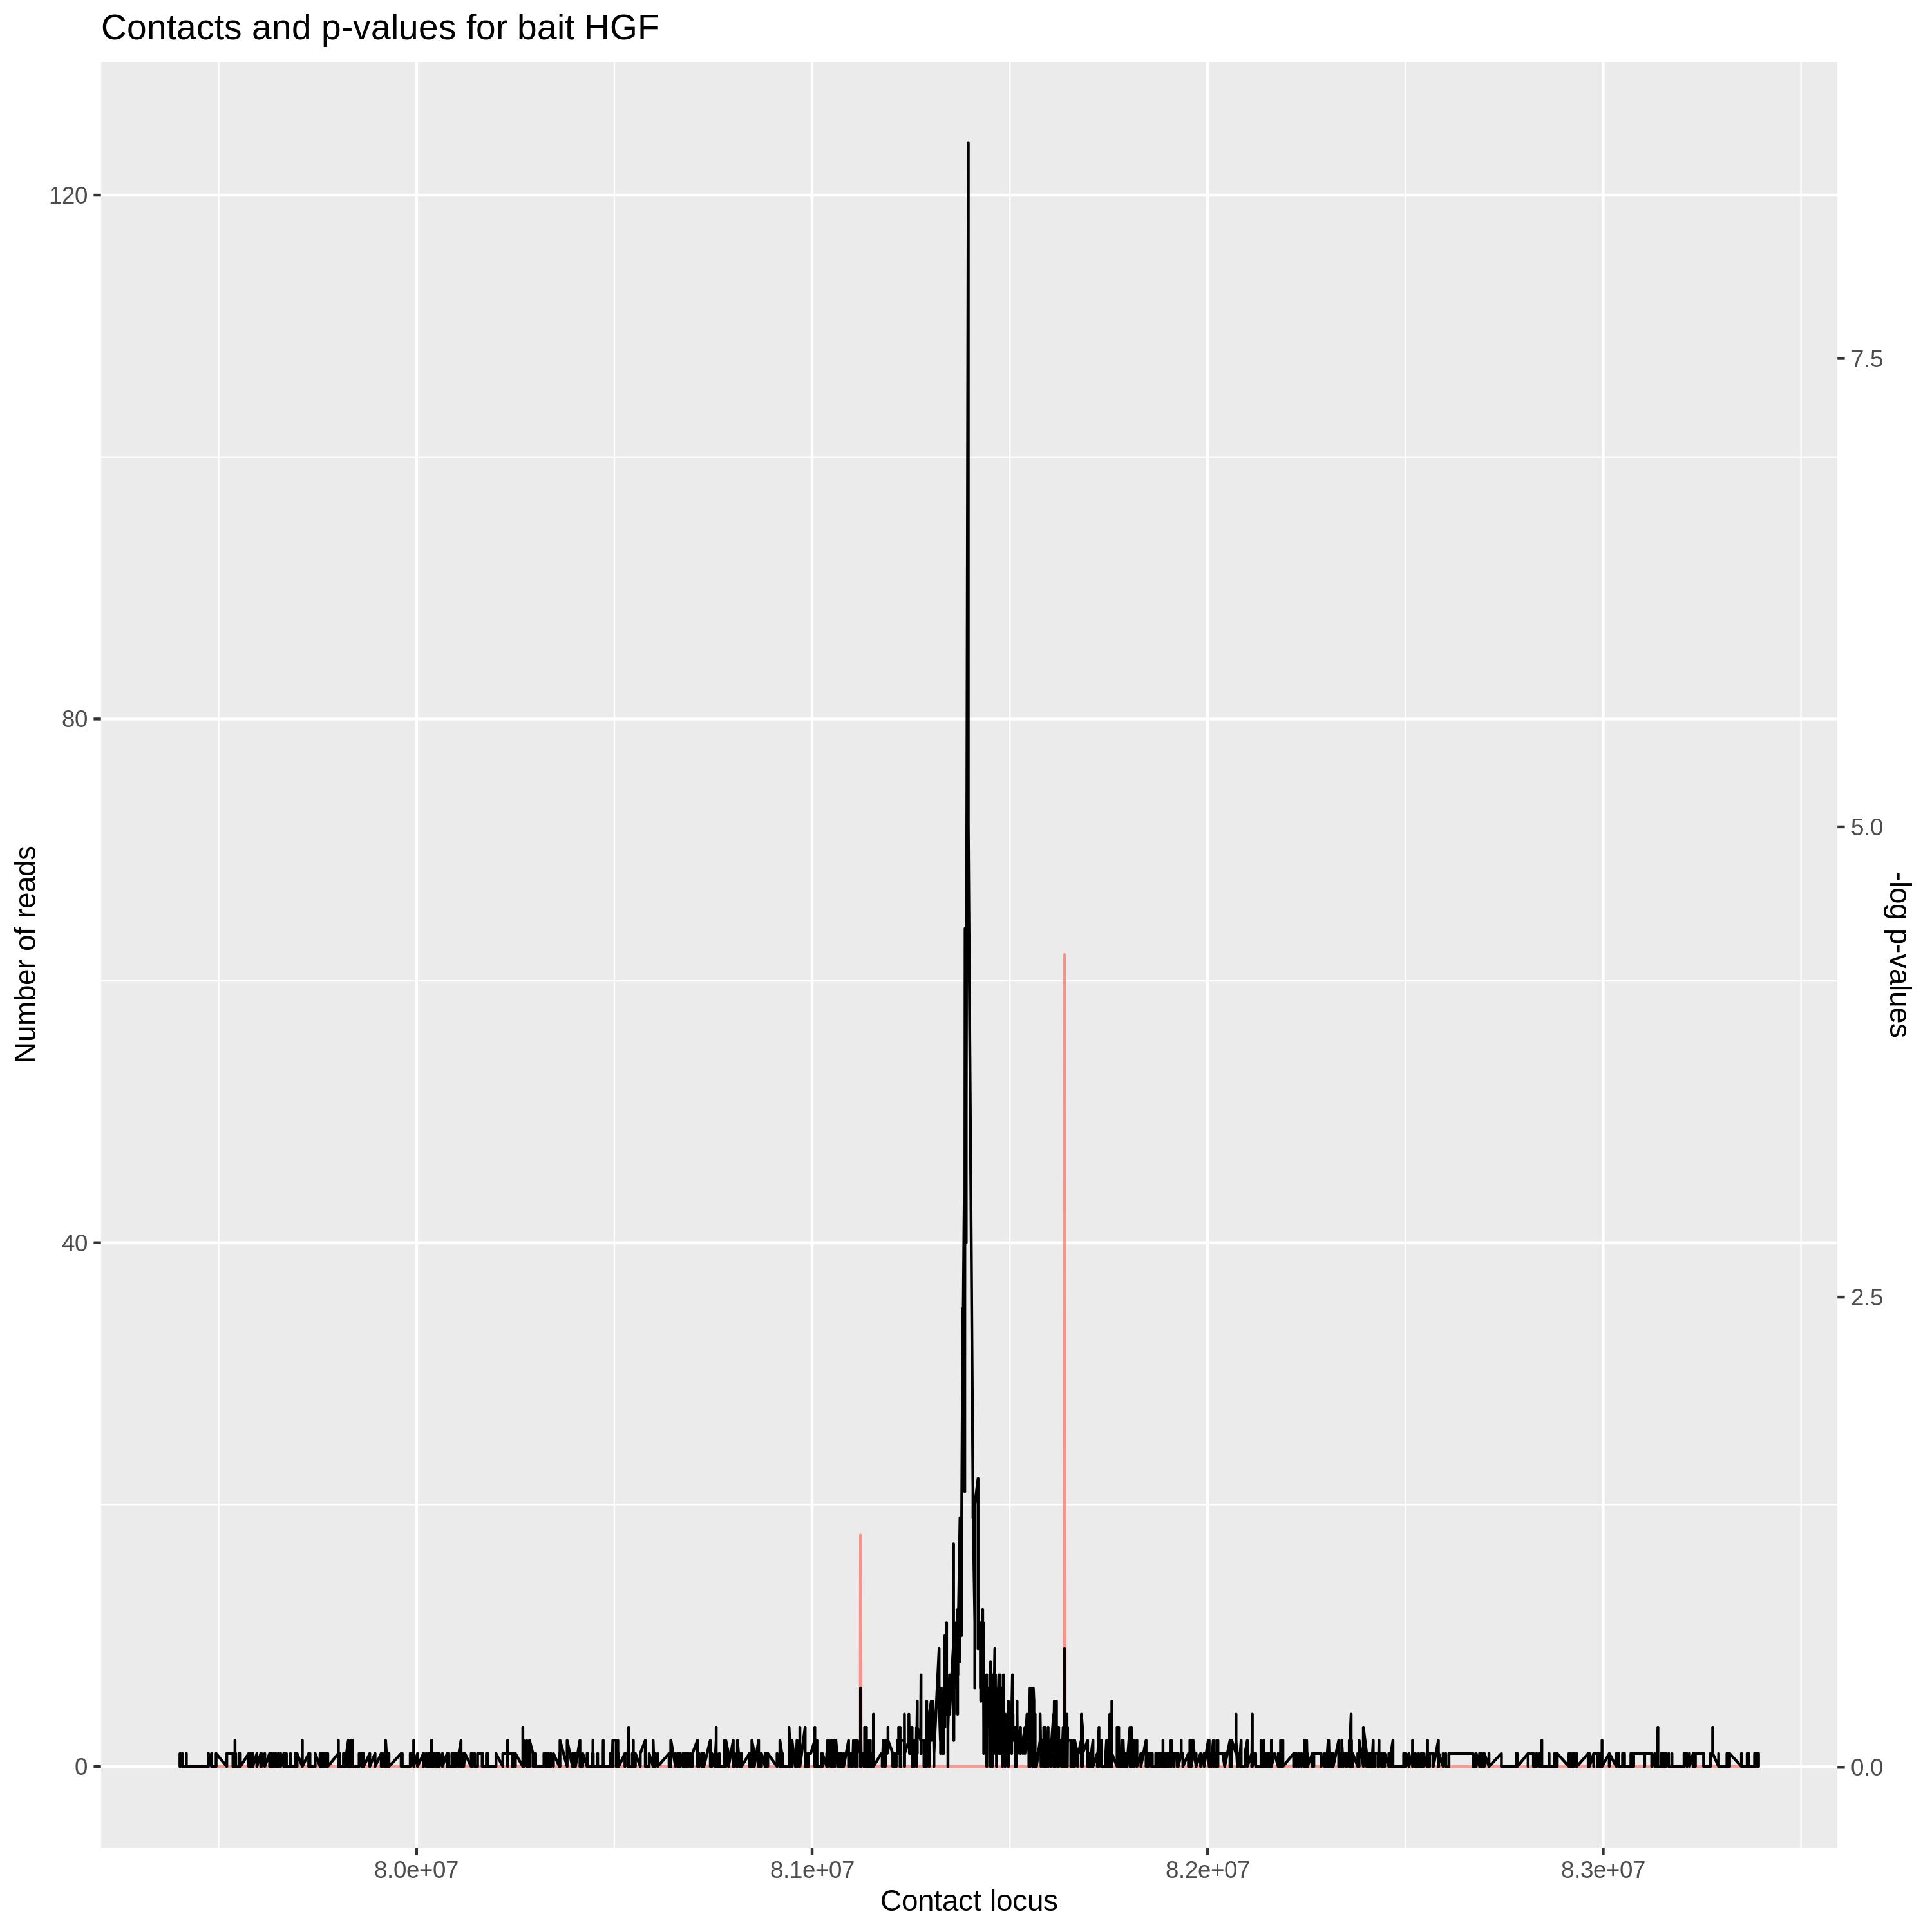 Contacts and p-values for bait HGF
120
80
40
0
Number of reads
7.5
5.0
2.5
0.0
-log p-values
8.0e+07
8.1e+07
8.2e+07
8.3e+07
Contact locus